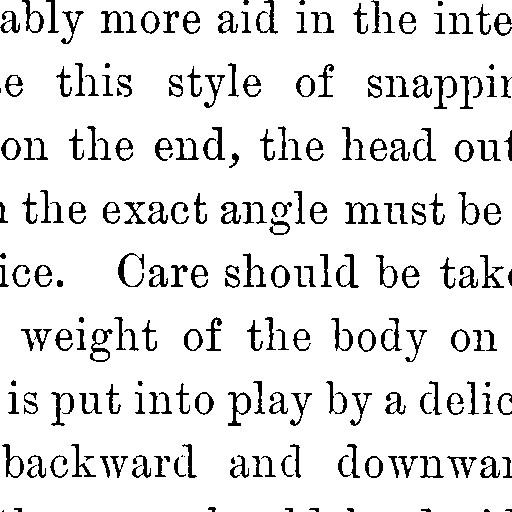 ably more aid in the inte
e this style of snappin
on the end, the head out
the exact angle must be
ice. Care should be take
weight of the body on
is put into play by a delic
backward and downwar